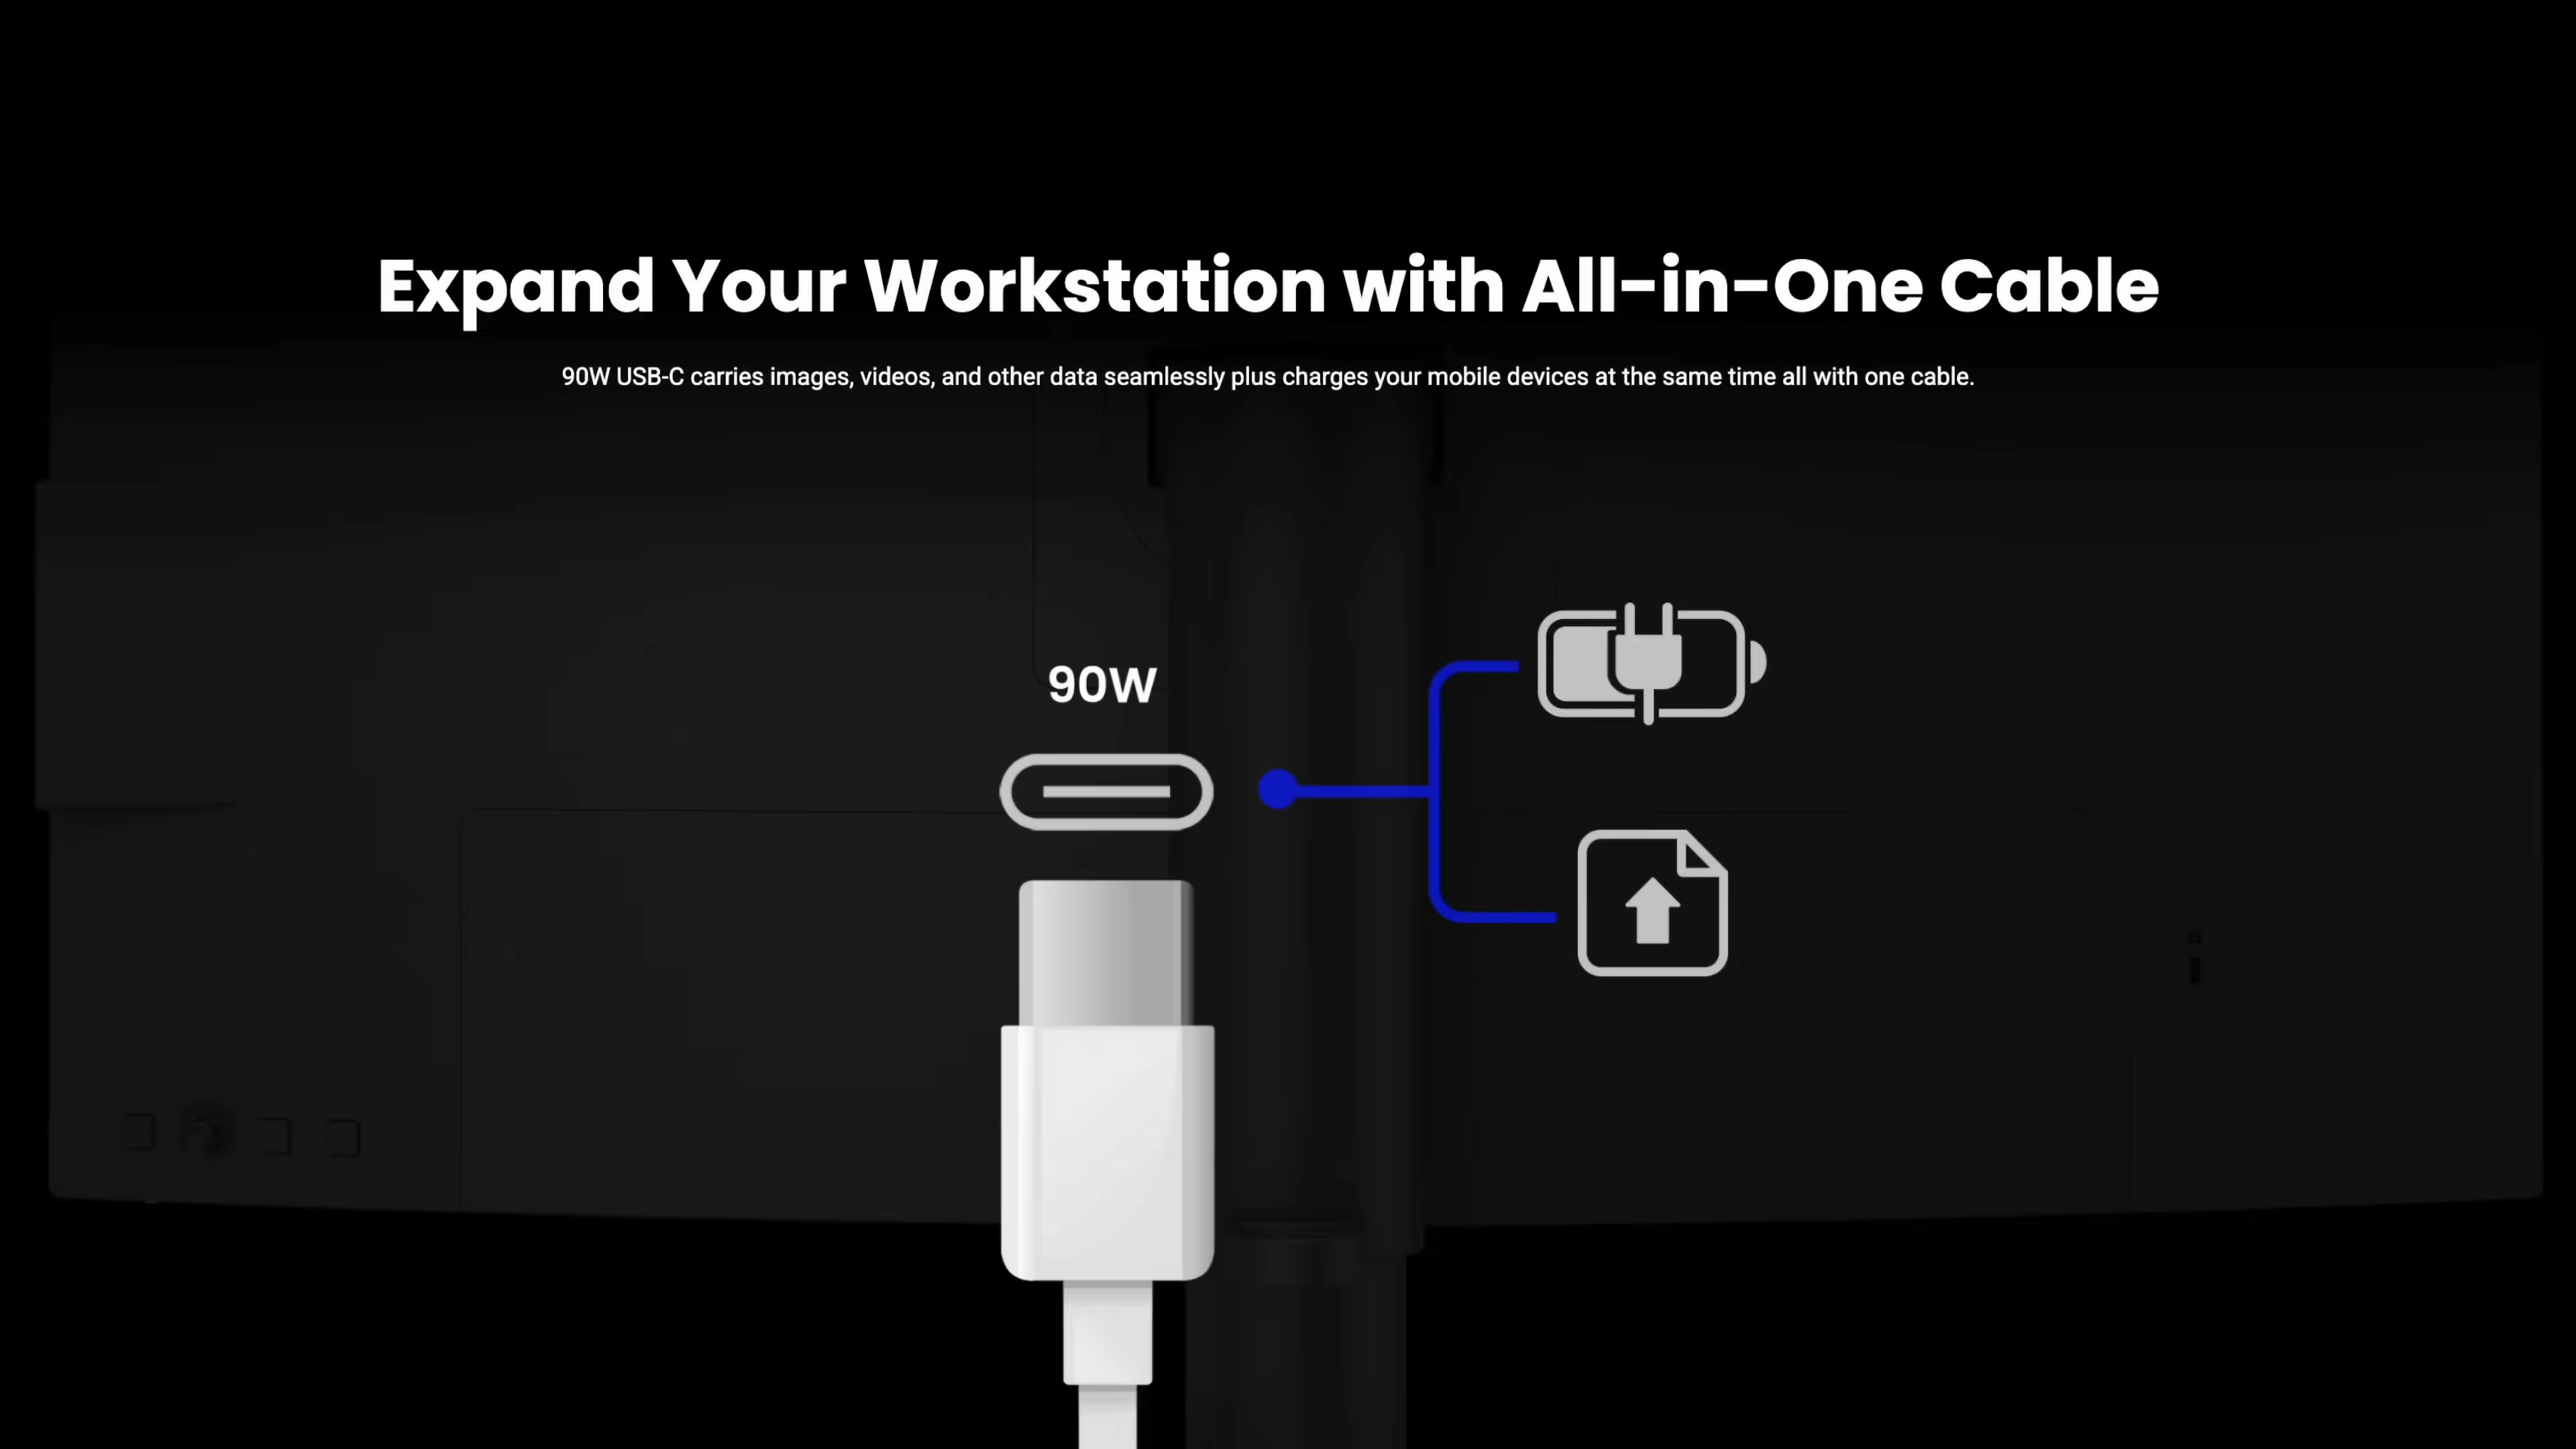 Expand Your Workstation with All-in-One Cable
90W USB-C carries images, videos, and other data seamlessly plus charges your mobile devices at the same time all with one cable.
90W